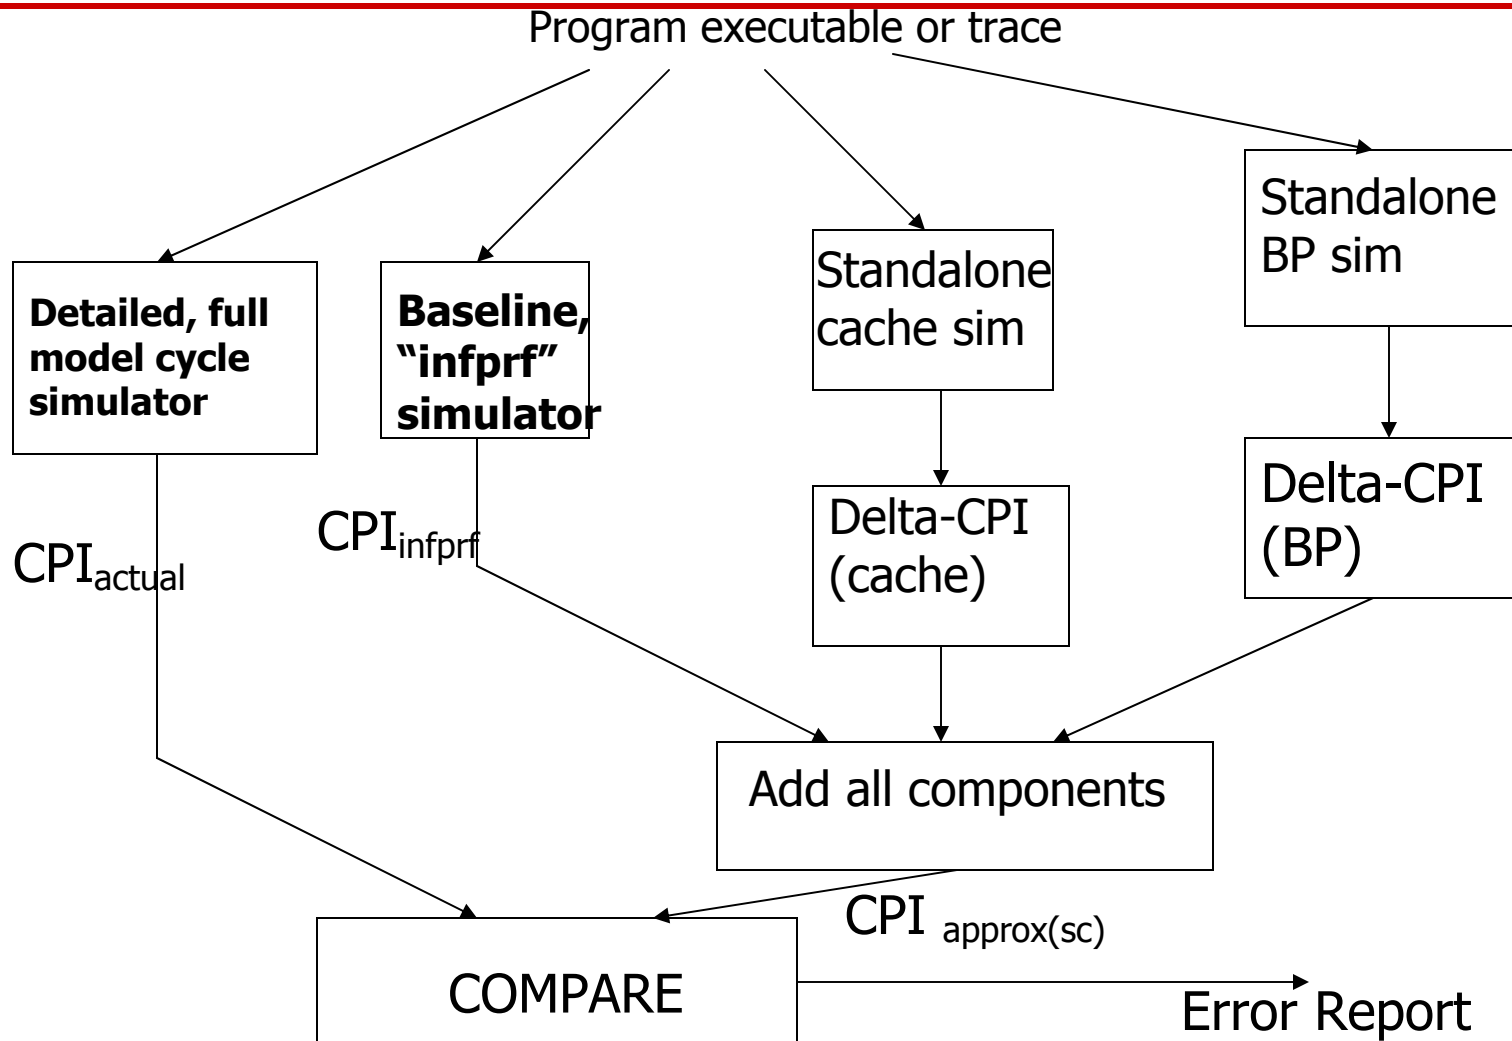 Program executable or trace
Standalone
BP sim
Standalone
cache sim
Detailed, full
model cycle
simulator
Baseline,
“infprf”
simulator
Delta-CPI
(BP)
Delta-CPI
(cache)
CPIinfprf
CPIactual
Add all components
CPI approx(sc)
COMPARE
Error Report